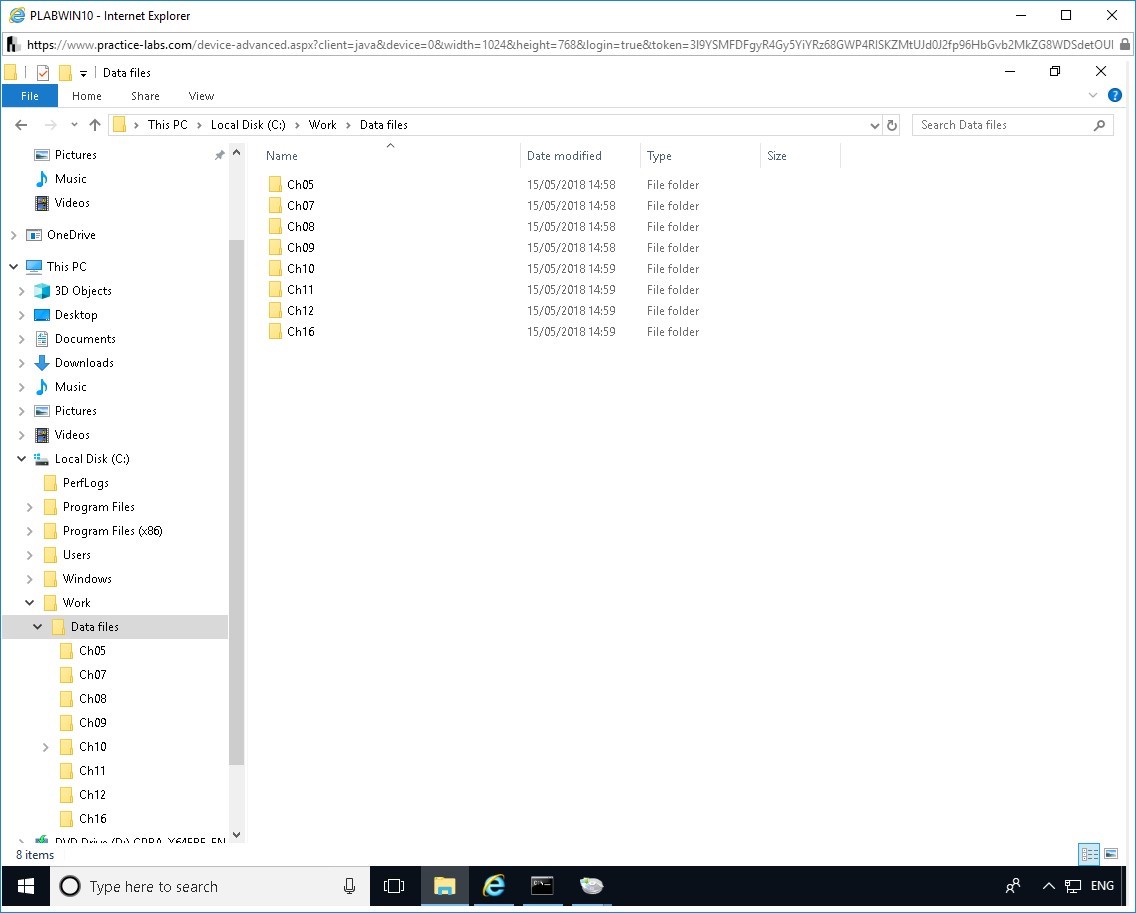 PLABWIN10 - Internet Explorer
https://www.practice-labs.com/device-advanced.aspx?client=java&device=0&width=1024&height=768&login=true&token=3I9YSMFDFgyR4Gy5YiYRz68GWP4RISKZMtUJd0J2fp96HbGvb2MkZG8WDSdetOUI
Data files
File Home Share View
This PC Local Disk (C:) Work Data files
Search Data files
Pictures
Music
Videos
OneDrive
This PC
3D Objects
Desktop
Documents
Downloads
Music
Pictures
Videos
Local Disk (C:)
PerfLogs
Program Files
Program Files (x86)
Users
Windows
Work
Data files
Ch05
Ch07
Ch08
Ch09
Ch10
Ch11
Ch12
Ch16
Name Date modified Type Size
Ch05 15/05/2018 14:58 File folder
Ch07 15/05/2018 14:58 File folder
Ch08 15/05/2018 14:58 File folder
Ch09 15/05/2018 14:58 File folder
Ch10 15/05/2018 14:59 File folder
Ch11 15/05/2018 14:59 File folder
Ch12 15/05/2018 14:59 File folder
Ch16 15/05/2018 14:59 File folder
8 items
Type here to search
ENG